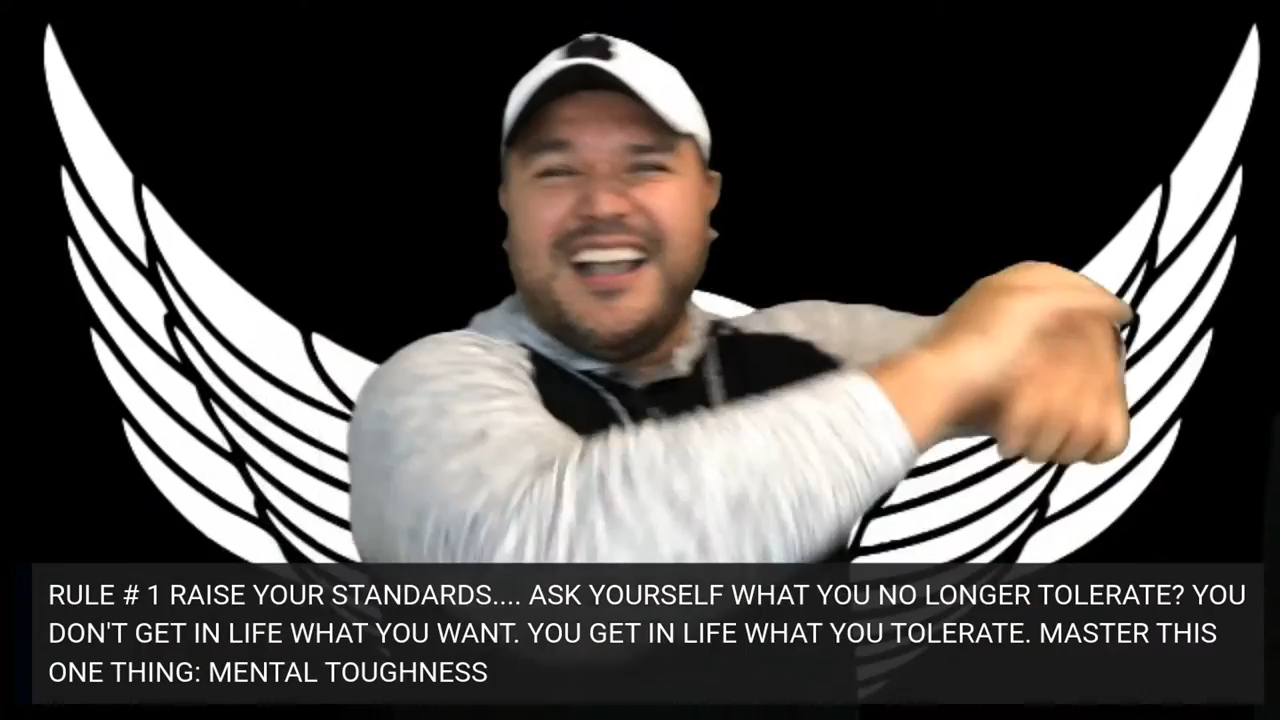 RULE # 1 RAISE YOUR STANDARDS.... ASK YOURSELF WHAT YOU NO LONGER TOLERATE? YOU
DON'T GET IN LIFE WHAT YOU WANT. YOU GET IN LIFE WHAT YOU TOLERATE. MASTER THIS
ONE THING: MENTAL TOUGHNESS